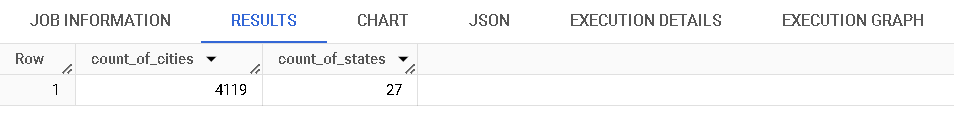 JOB INFORMATION RESULTS CHART JSON EXECUTION DETAILS EXECUTION GRAPH
Row count_of_cities count_of_states
1 4119 27